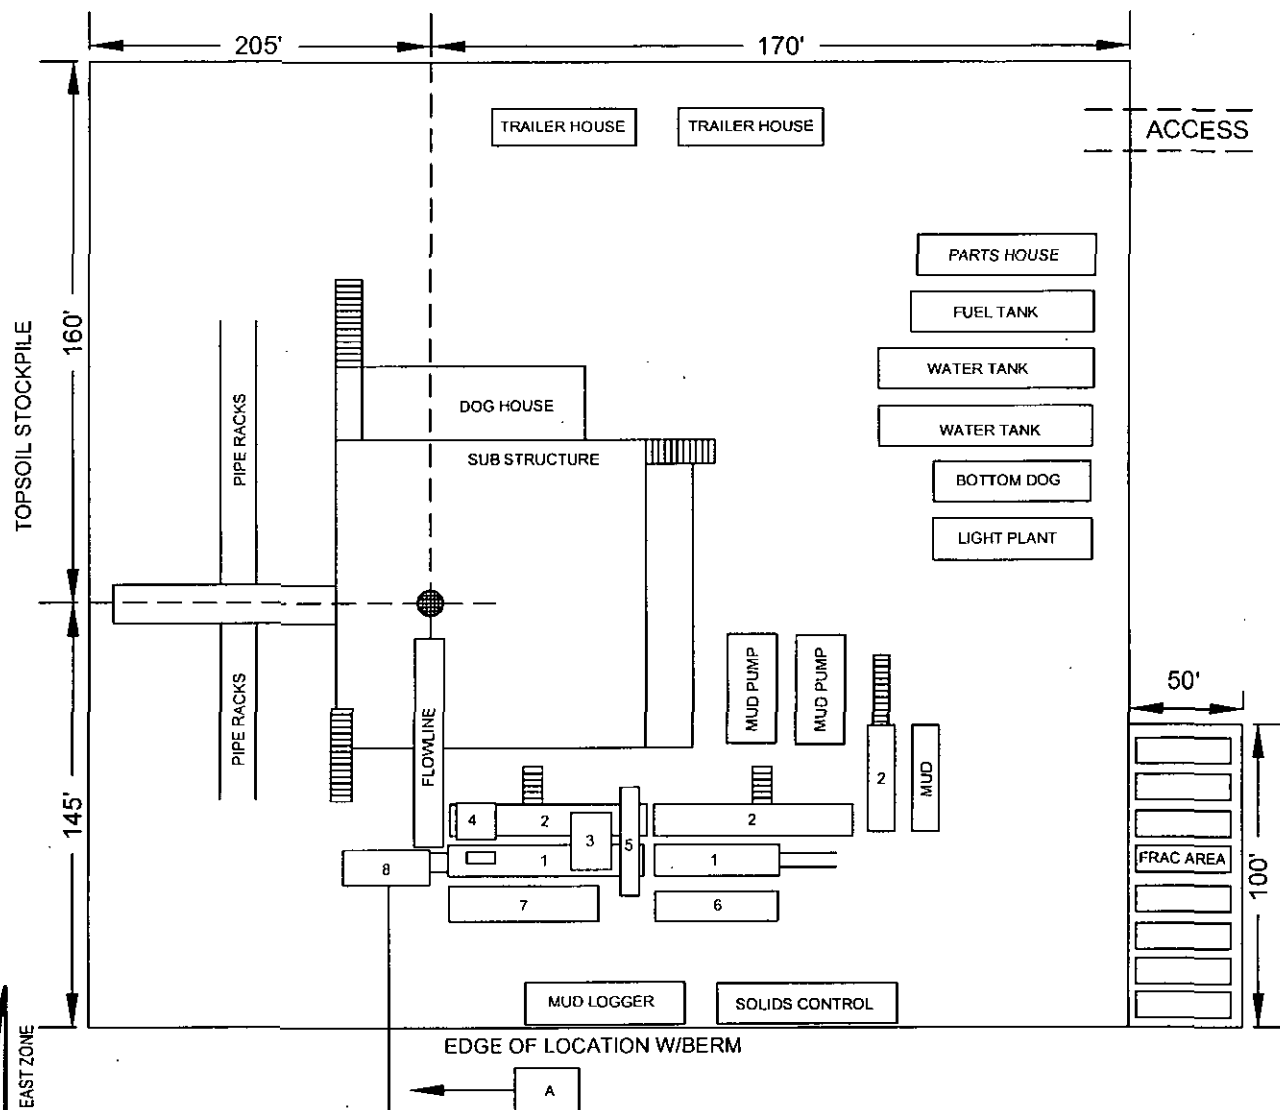 205'
170'
TRAILER HOUSE
TRAILER HOUSE
ACCESS
PARTS HOUSE
FUEL TANK
WATER TANK
WATER TANK
BOTTOM DOG
LIGHT PLANT
TOPSOIL STOCKPILE
160'
PIPE RACKS
DOG HOUSE
SUB STRUCTURE
145'
PIPE RACKS
FLOWLINE
MUD PUMP
MUD PUMP
2
MUD
50'
100'
FRAC AREA
4
2
3
5
2
8
1
1
7
6
MUD LOGGER
SOLIDS CONTROL
EDGE OF LOCATION W/BERM
A
EAST ZONE